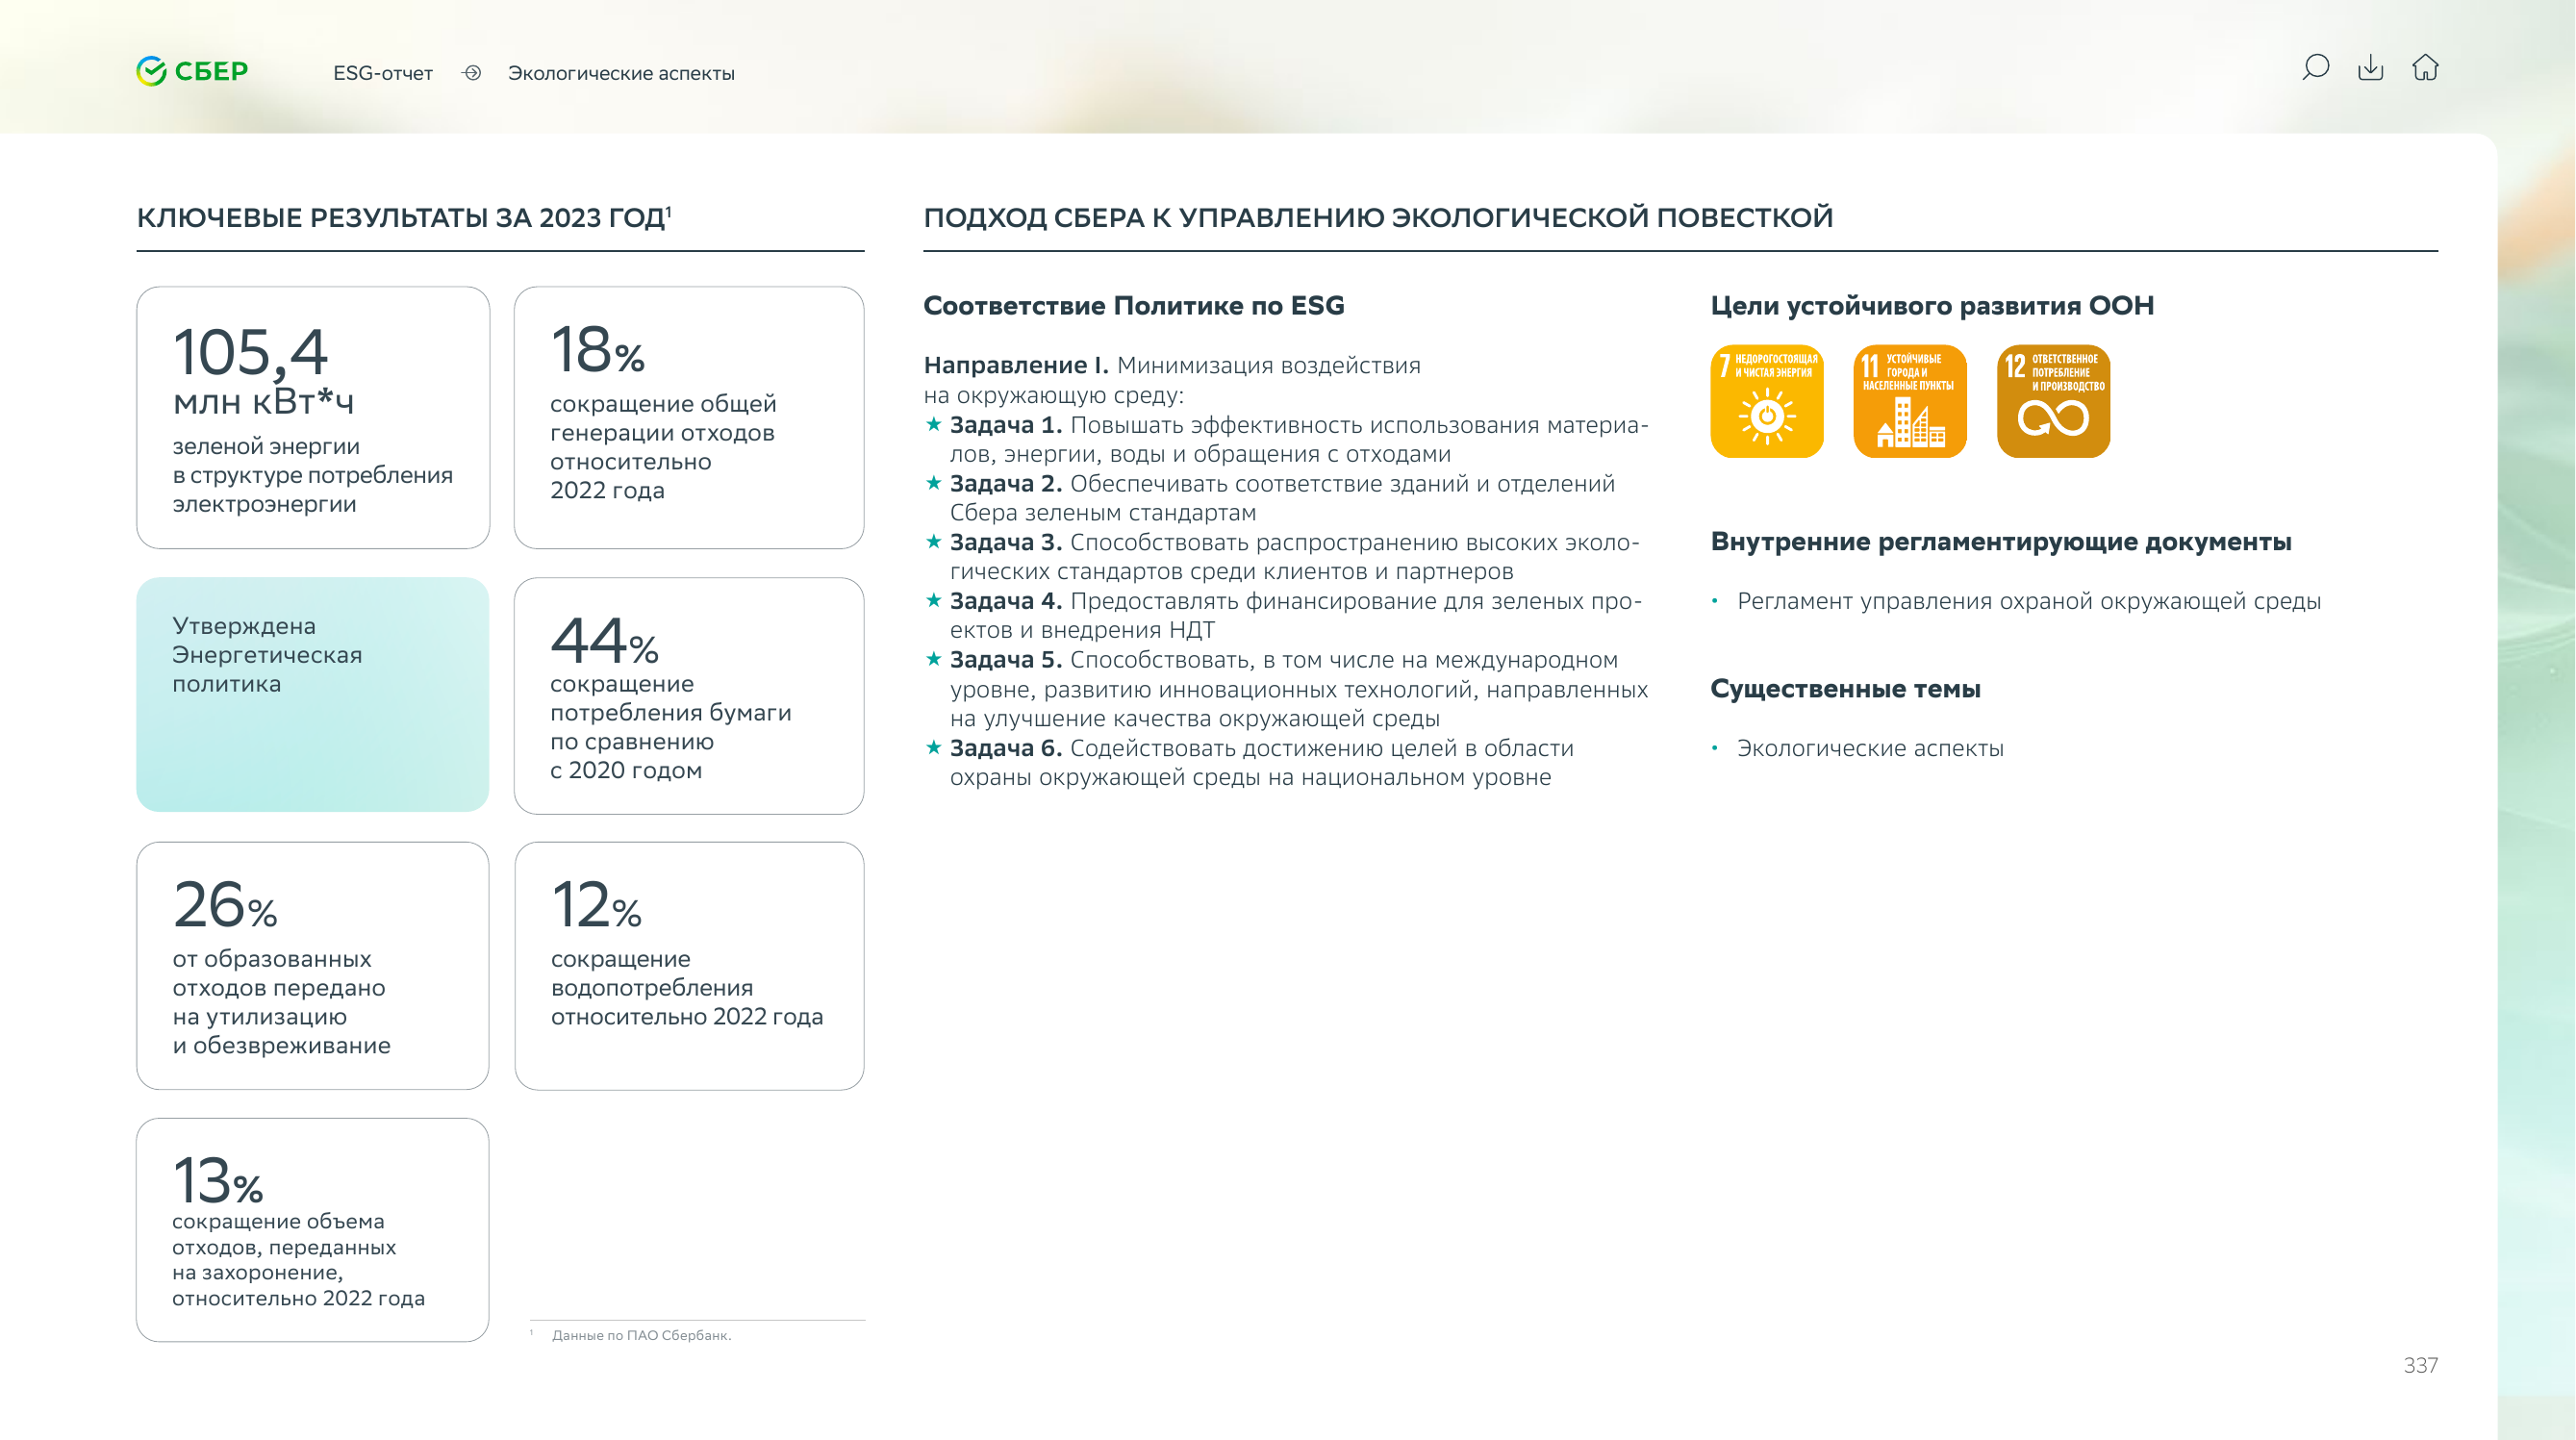 СБЕР
ESG-отчет
Экологические аспекты
КЛЮЧЕВЫЕ РЕЗУЛЬТАТЫ ЗА 2023 ГОД¹
105,4
млн кВт*ч
зеленой энергии
в структуре потребления
электроэнергии
18%
сокращение общей
генерации отходов
относительно
2022 года
Утверждена
Энергетическая
политика
44%
сокращение
потребления бумаги
по сравнению
с 2020 годом
26%
от образованных
отходов передано
на утилизацию
и обезвреживание
12%
сокращение
водопотребления
относительно 2022 года
13%
сокращение объема
отходов, переданных
на захоронение,
относительно 2022 года
¹ Данные по ПАО Сбербанк.
ПОДХОД СБЕРА К УПРАВЛЕНИЮ ЭКОЛОГИЧЕСКОЙ ПОВЕСТКОЙ
Соответствие Политике по ESG
Направление I. Минимизация воздействия
на окружающую среду:
★ Задача 1. Повышать эффективность использования материа-
лов, энергии, воды и обращения с отходами
★ Задача 2. Обеспечивать соответствие зданий и отделений
Сбера зеленым стандартам
★ Задача 3. Способствовать распространению высоких эколо-
гических стандартов среди клиентов и партнеров
★ Задача 4. Предоставлять финансирование для зеленых про-
ектов и внедрения НДТ
★ Задача 5. Способствовать, в том числе на международном
уровне, развитию инновационных технологий, направленных
на улучшение качества окружающей среды
★ Задача 6. Содействовать достижению целей в области
охраны окружающей среды на национальном уровне
Цели устойчивого развития ООН
7 НЕДОРОГОСТОЯЩАЯ
И ЧИСТАЯ ЭНЕРГИЯ
11 УСТОЙЧИВЫЕ
ГОРОДА И
НАСЕЛЕННЫЕ ПУНКТЫ
12 ОТВЕТСТВЕННОЕ
ПОТРЕБЛЕНИЕ
И ПРОИЗВОДСТВО
Внутренние регламентирующие документы
• Регламент управления охраной окружающей среды
Существенные темы
• Экологические аспекты
337